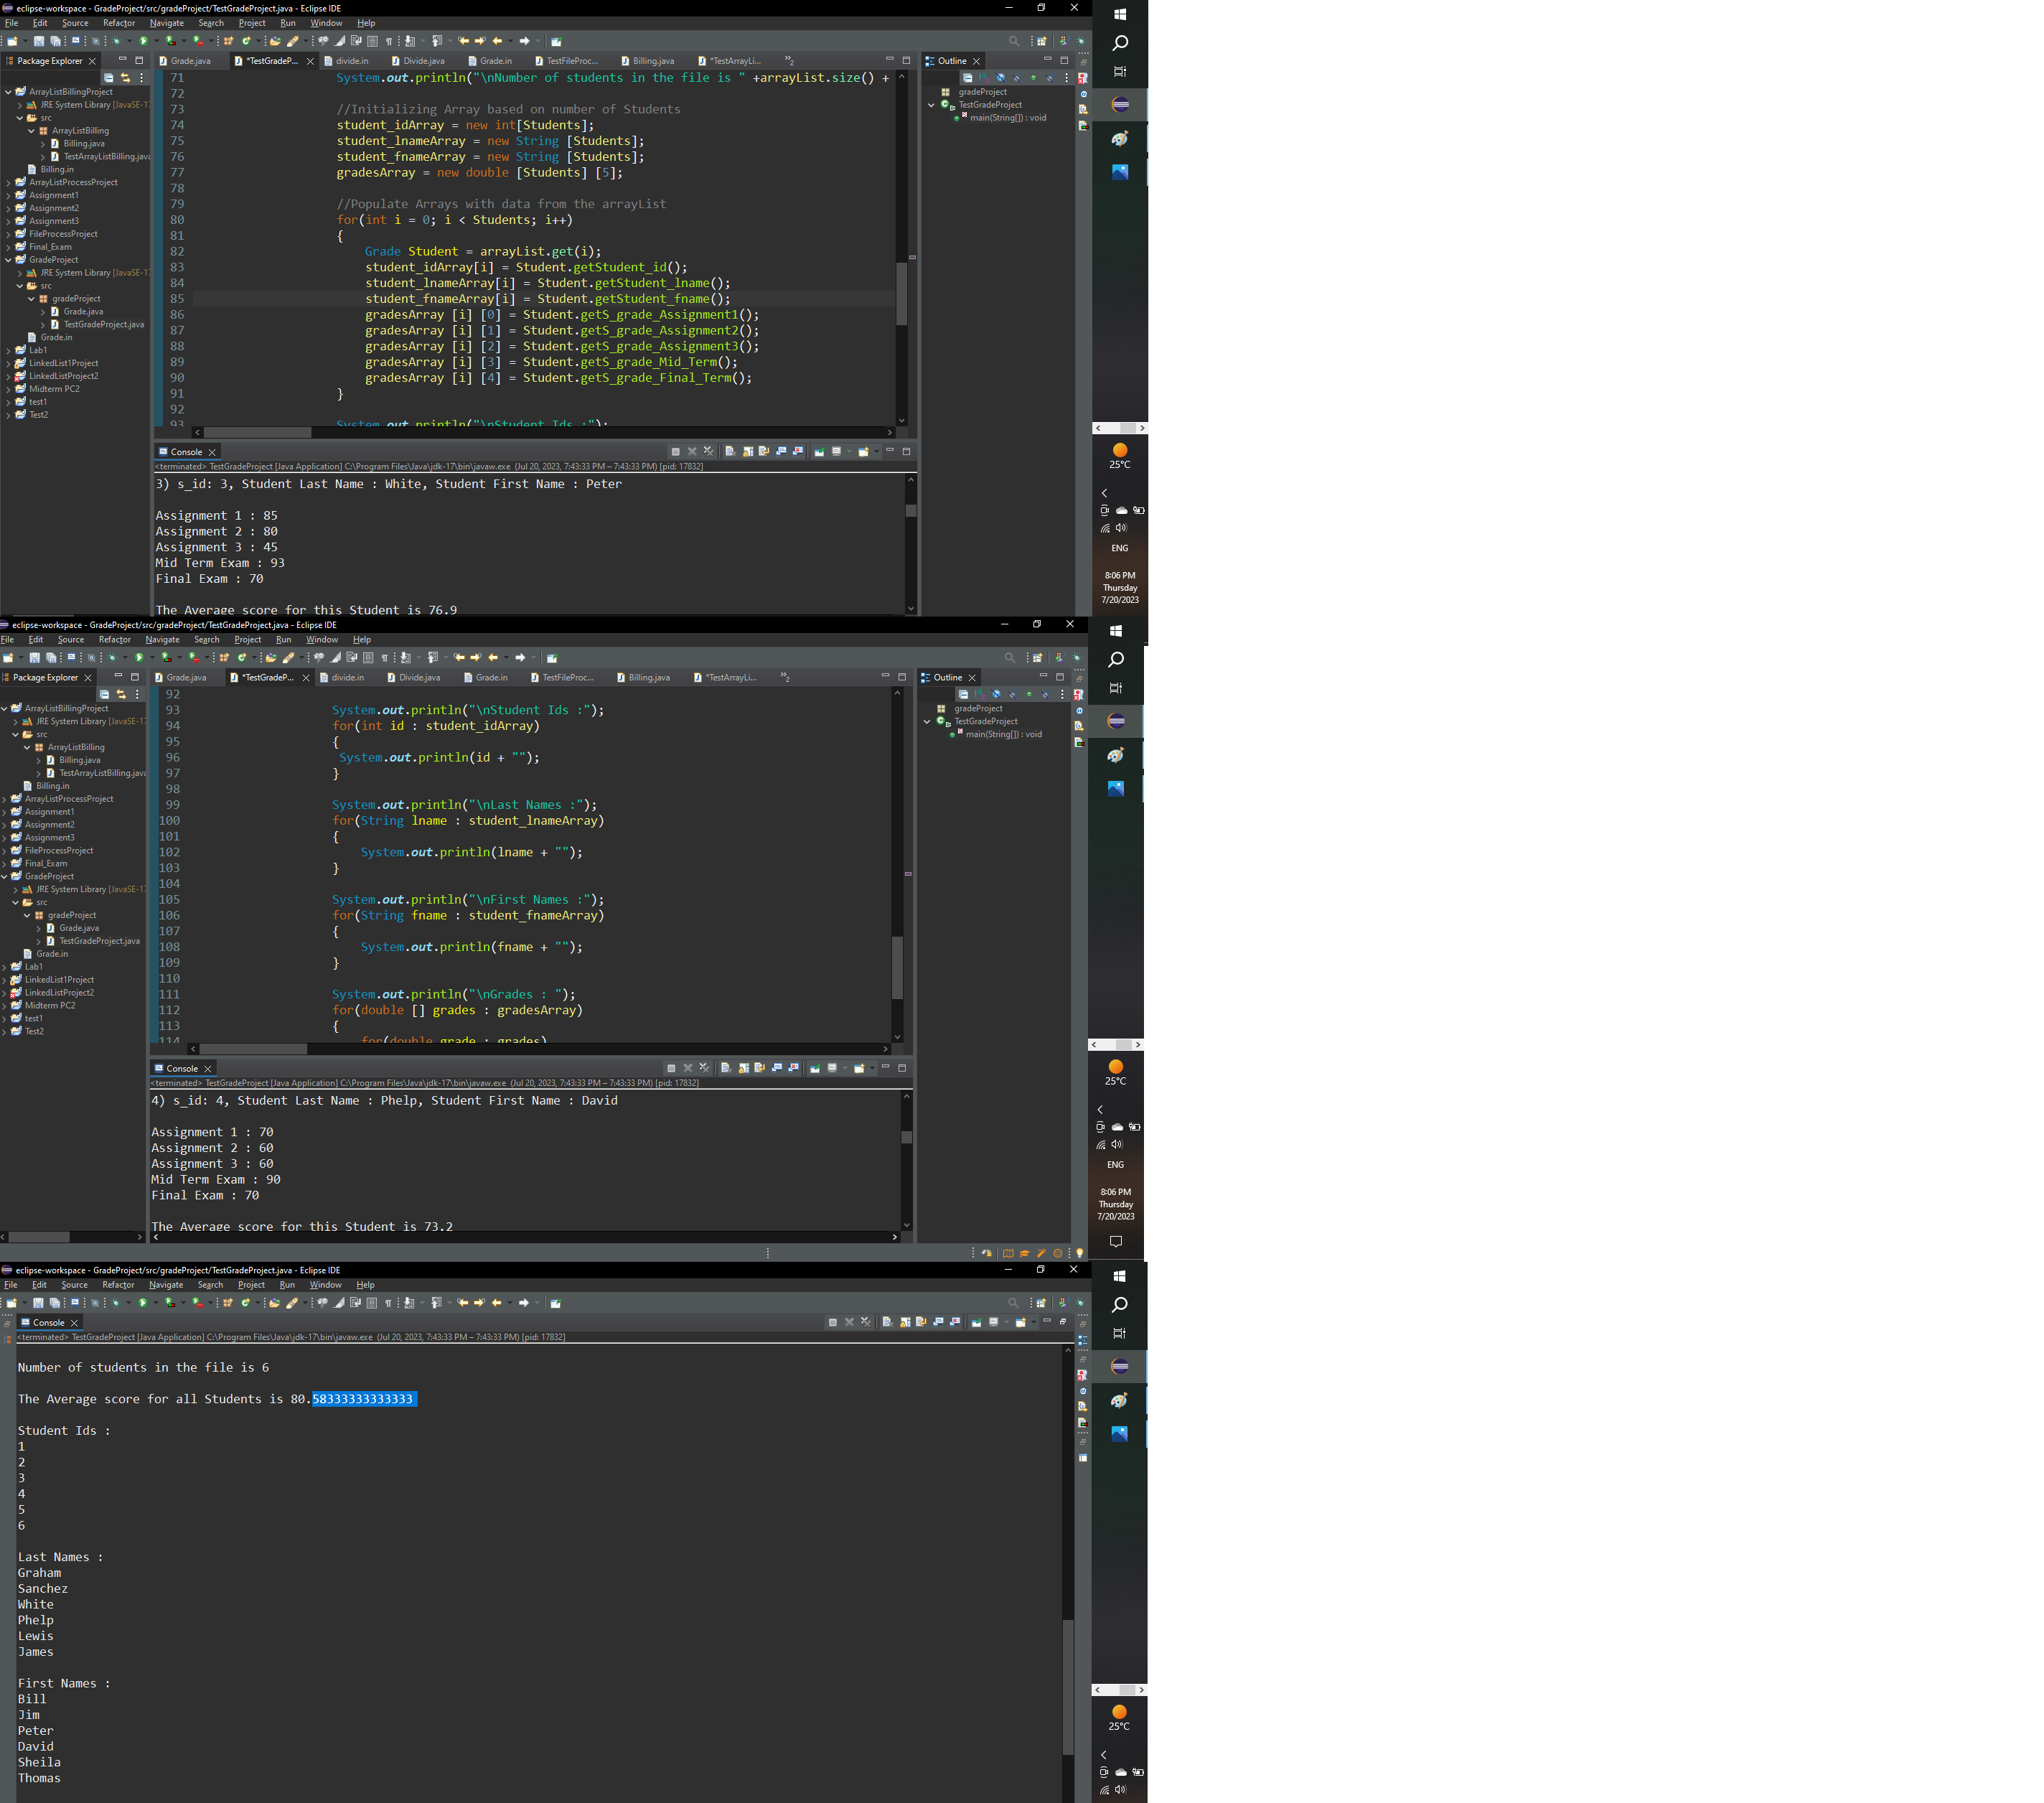 eclipse-workspace - GradeProject/src/gradeProject/TestGradeProject.java - Eclipse IDE
File Edit Source Refactor Navigate Search Project Run Window Help
Package Explorer
ArrayListBillingProject
JRE System Library [JavaSE-17
src
ArrayListBilling
Billing.java
TestArrayListBilling.java
Billing.in
ArrayListProcessProject
Assignment1
Assignment2
Assignment3
FileProcessProject
Final_Exam
GradeProject
JRE System Library [JavaSE-17
src
gradeProject
Grade.java
TestGradeProject.java
Grade.in
Lab1
LinkedList1Project
LinkedListProject2
Midterm PC2
test1
Test2
Grade.java *TestGradeP... divide.in Divide.java Grade.in TestFileProc... Billing.java *TestArrayLi... »2
71 System.out.println("\nNumber of students in the file is " +arrayList.size() +
72
73 //Initializing Array based on number of Students
74 student_idArray = new int[Students];
75 student_lnameArray = new String [Students];
76 student_fnameArray = new String [Students];
77 gradesArray = new double [Students] [5];
78
79 //Populate Arrays with data from the arrayList
80 for(int i = 0; i < Students; i++)
81 {
82 Grade Student = arrayList.get(i);
83 student_idArray[i] = Student.getStudent_id();
84 student_lnameArray[i] = Student.getStudent_lname();
85 student_fnameArray[i] = Student.getStudent_fname();
86 gradesArray [i] [0] = Student.getS_grade_Assignment1();
87 gradesArray [i] [1] = Student.getS_grade_Assignment2();
88 gradesArray [i] [2] = Student.getS_grade_Assignment3();
89 gradesArray [i] [3] = Student.getS_grade_Mid_Term();
90 gradesArray [i] [4] = Student.getS_grade_Final_Term();
91 }
92
93 System.out.println("\nStudent Ids :");
Console
<terminated> TestGradeProject [Java Application] C:\Program Files\Java\jdk-17\bin\javaw.exe (Jul 20, 2023, 7:43:33 PM – 7:43:33 PM) [pid: 17832]
3) s_id: 3, Student Last Name : White, Student First Name : Peter
Assignment 1 : 85
Assignment 2 : 80
Assignment 3 : 45
Mid Term Exam : 93
Final Exam : 70
The Average score for this Student is 76.9
Outline
gradeProject
TestGradeProject
main(String[]) : void
25°C
ENG
8:06 PM
Thursday
7/20/2023
eclipse-workspace - GradeProject/src/gradeProject/TestGradeProject.java - Eclipse IDE
File Edit Source Refactor Navigate Search Project Run Window Help
Package Explorer
ArrayListBillingProject
JRE System Library [JavaSE-17
src
ArrayListBilling
Billing.java
TestArrayListBilling.java
Billing.in
ArrayListProcessProject
Assignment1
Assignment2
Assignment3
FileProcessProject
Final_Exam
GradeProject
JRE System Library [JavaSE-17
src
gradeProject
Grade.java
TestGradeProject.java
Grade.in
Lab1
LinkedList1Project
LinkedListProject2
Midterm PC2
test1
Test2
Grade.java *TestGradeP... divide.in Divide.java Grade.in TestFileProc... Billing.java *TestArrayLi... »2
92
93 System.out.println("\nStudent Ids :");
94 for(int id : student_idArray)
95 {
96 System.out.println(id + "");
97 }
98
99 System.out.println("\nLast Names :");
100 for(String lname : student_lnameArray)
101 {
102 System.out.println(lname + "");
103 }
104
105 System.out.println("\nFirst Names :");
106 for(String fname : student_fnameArray)
107 {
108 System.out.println(fname + "");
109 }
110
111 System.out.println("\nGrades : ");
112 for(double [] grades : gradesArray)
113 {
114 for(double grade : grades)
Console
<terminated> TestGradeProject [Java Application] C:\Program Files\Java\jdk-17\bin\javaw.exe (Jul 20, 2023, 7:43:33 PM – 7:43:33 PM) [pid: 17832]
4) s_id: 4, Student Last Name : Phelp, Student First Name : David
Assignment 1 : 70
Assignment 2 : 60
Assignment 3 : 60
Mid Term Exam : 90
Final Exam : 70
The Average score for this Student is 73.2
Outline
gradeProject
TestGradeProject
main(String[]) : void
25°C
ENG
8:06 PM
Thursday
7/20/2023
eclipse-workspace - GradeProject/src/gradeProject/TestGradeProject.java - Eclipse IDE
File Edit Source Refactor Navigate Search Project Run Window Help
Console
<terminated> TestGradeProject [Java Application] C:\Program Files\Java\jdk-17\bin\javaw.exe (Jul 20, 2023, 7:43:33 PM – 7:43:33 PM) [pid: 17832]
Number of students in the file is 6
The Average score for all Students is 80.58333333333333
Student Ids :
1
2
3
4
5
6
Last Names :
Graham
Sanchez
White
Phelp
Lewis
James
First Names :
Bill
Jim
Peter
David
Sheila
Thomas
25°C